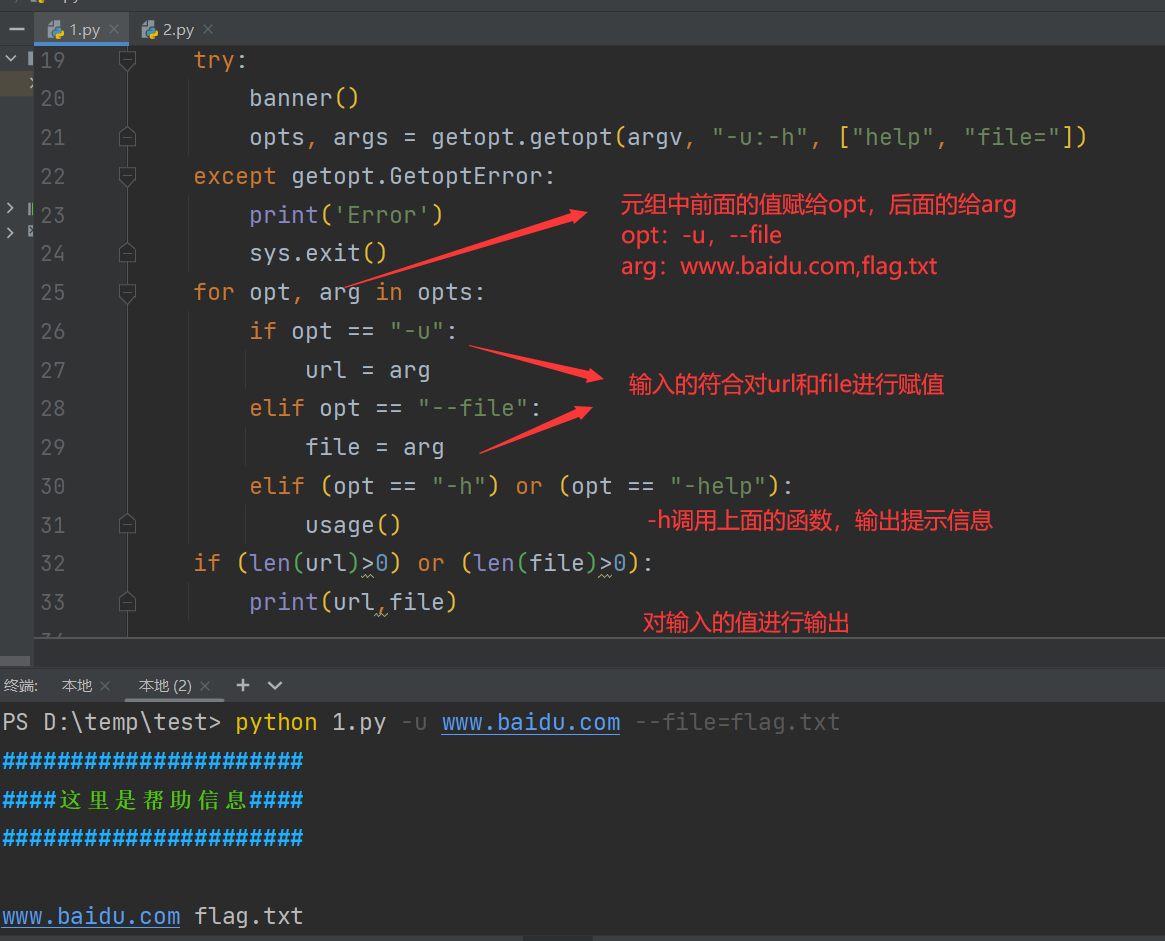 1.py
2.py
19 try:
20 banner()
21 opts, args = getopt.getopt(argv, "-u:-h", ["help", "file="])
22 except getopt.GetoptError:
23 print('Error')
24 sys.exit()
25 for opt, arg in opts:
26 if opt == "-u":
27 url = arg
28 elif opt == "--file":
29 file = arg
30 elif (opt == "-h") or (opt == "-help"):
31 usage()
32 if (len(url)>0) or (len(file)>0):
33 print(url,file)
元组中前面的值赋给opt，后面的给arg
opt：-u，--file
arg：www.baidu.com,flag.txt
输入的符合对url和file进行赋值
-h调用上面的函数，输出提示信息
对输入的值进行输出
终端: 本地 本地 (2)
PS D:\temp\test> python 1.py -u www.baidu.com --file=flag.txt
######################
####这里是帮助信息####
######################
www.baidu.com flag.txt